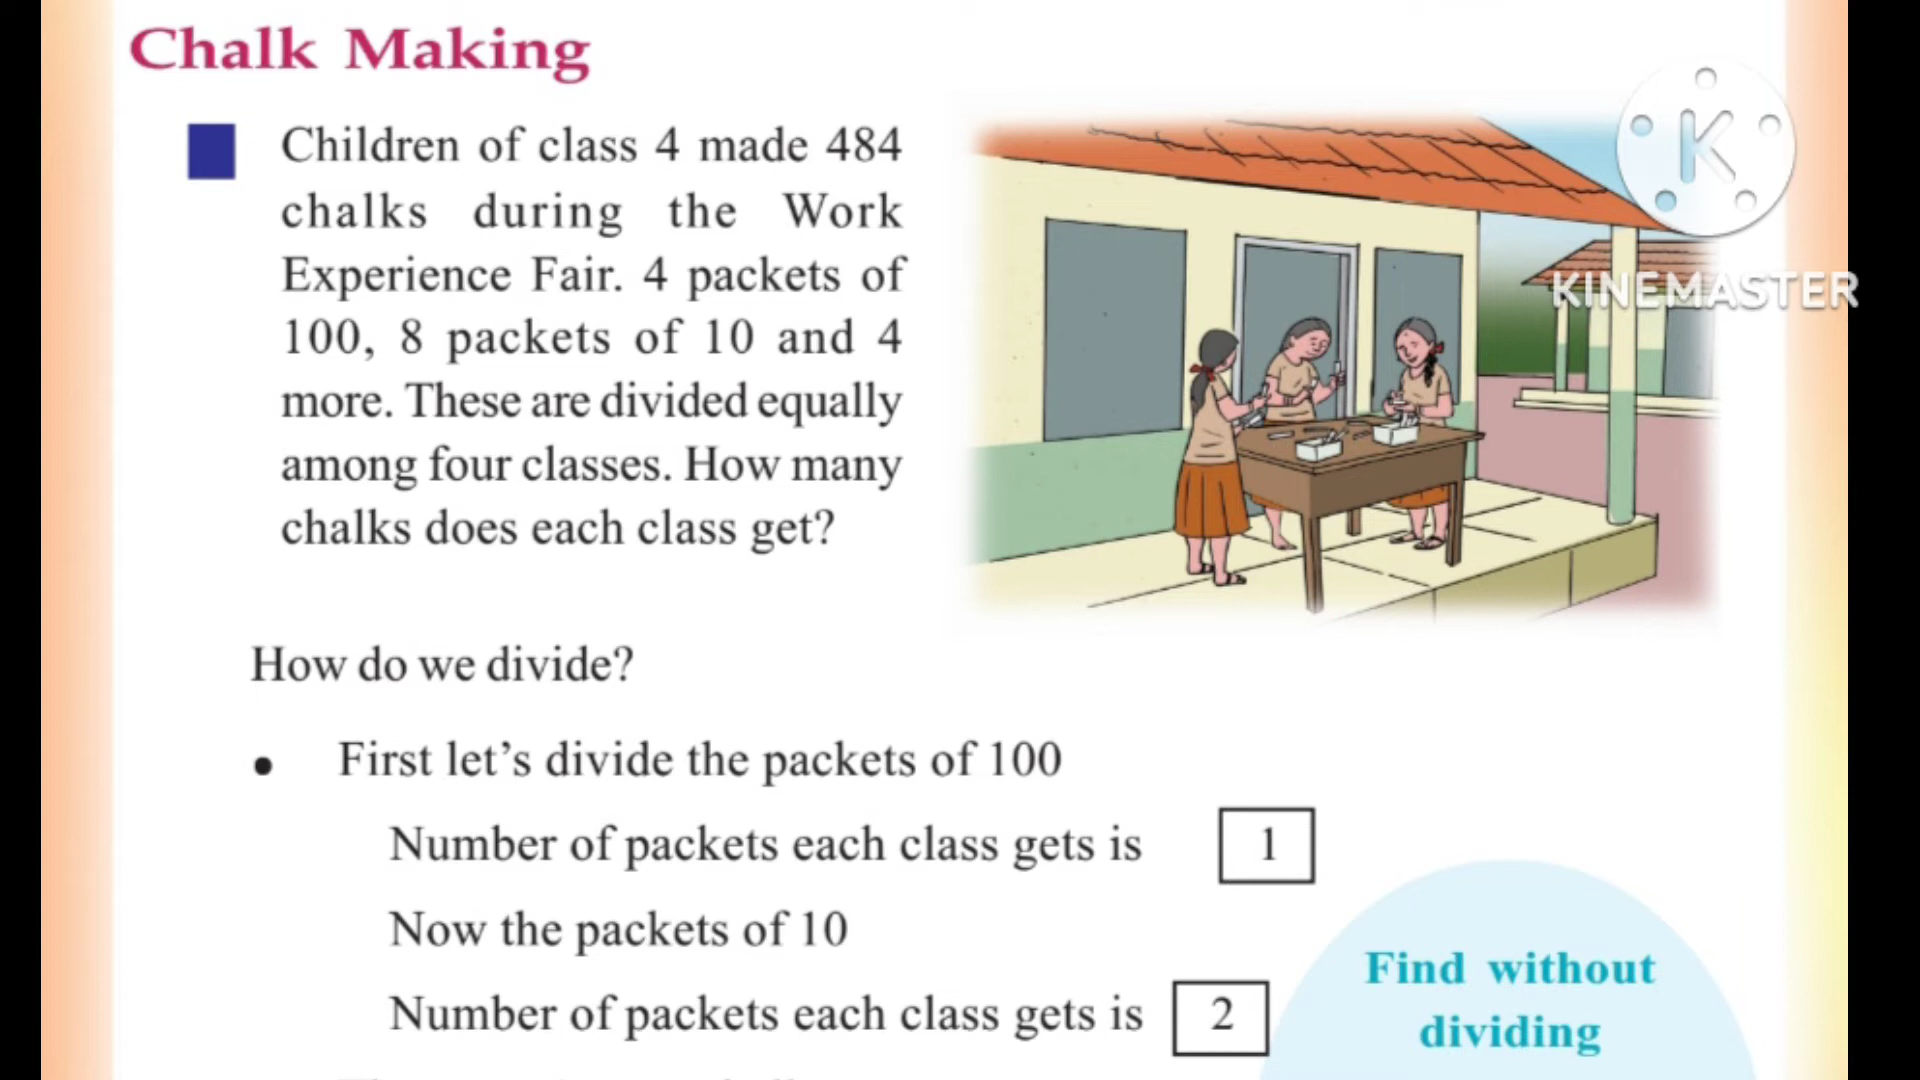 Chalk Making
Children of class 4 made 484
chalks during the Work
Experience Fair. 4 packets of
100, 8 packets of 10 and 4
more. These are divided equally
among four classes. How many
chalks does each class get?
K
KINEMASTER
How do we divide?
• First let's divide the packets of 100
Number of packets each class gets is 1
Now the packets of 10
Number of packets each class gets is 2
Find without
dividing